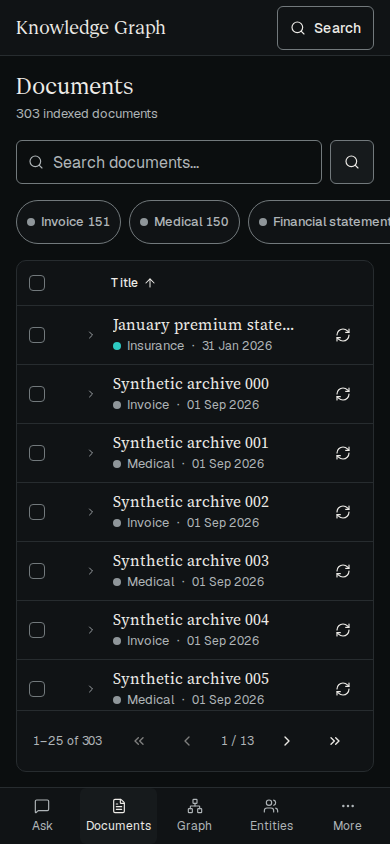 Knowledge Graph
Search
Documents
303 indexed documents
Search documents...
Invoice 151
Medical 150
Financial statement
Title
January premium state...
Insurance · 31 Jan 2026
Synthetic archive 000
Invoice · 01 Sep 2026
Synthetic archive 001
Medical · 01 Sep 2026
Synthetic archive 002
Invoice · 01 Sep 2026
Synthetic archive 003
Medical · 01 Sep 2026
Synthetic archive 004
Invoice · 01 Sep 2026
Synthetic archive 005
Medical · 01 Sep 2026
1–25 of 303
1 / 13
Ask
Documents
Graph
Entities
More